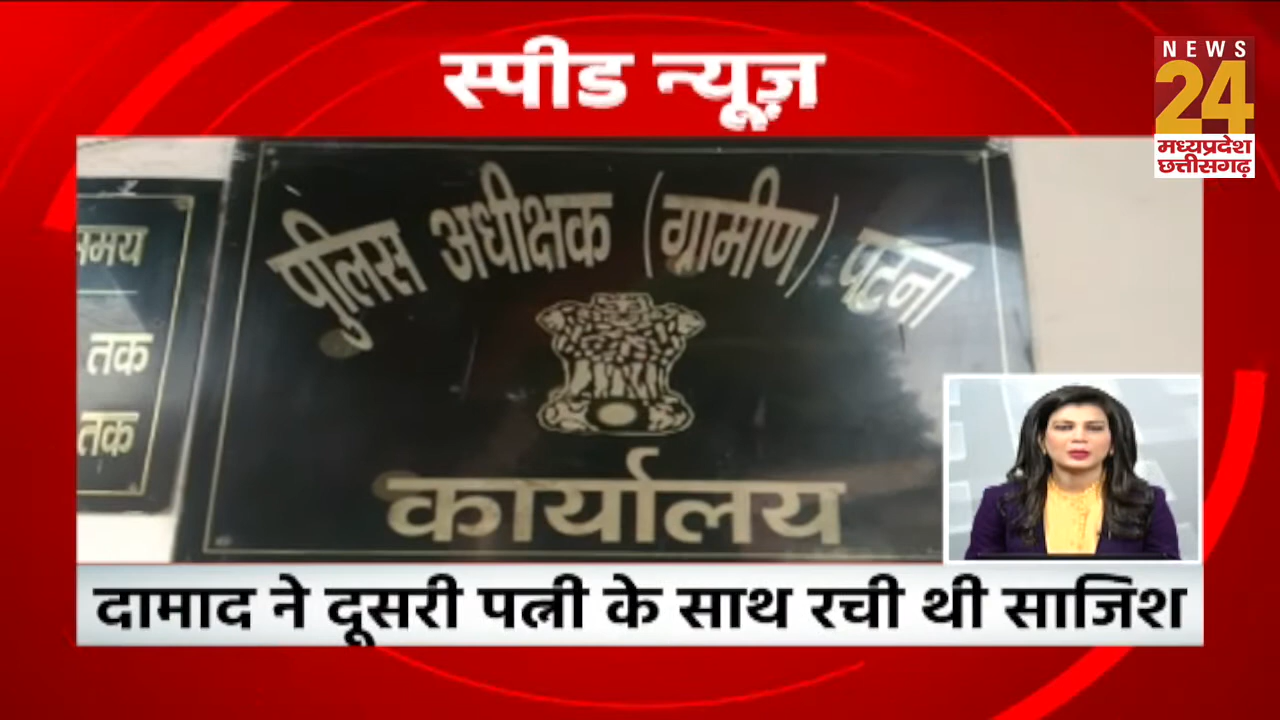 स्पीड न्यूज़
NEWS
24
मध्यप्रदेश
छत्तीसगढ़
पुलिस अधीक्षक (ग्रामीण) पटना
कार्यालय
समय
तक
तक
दामाद ने दूसरी पत्नी के साथ रची थी साजिश